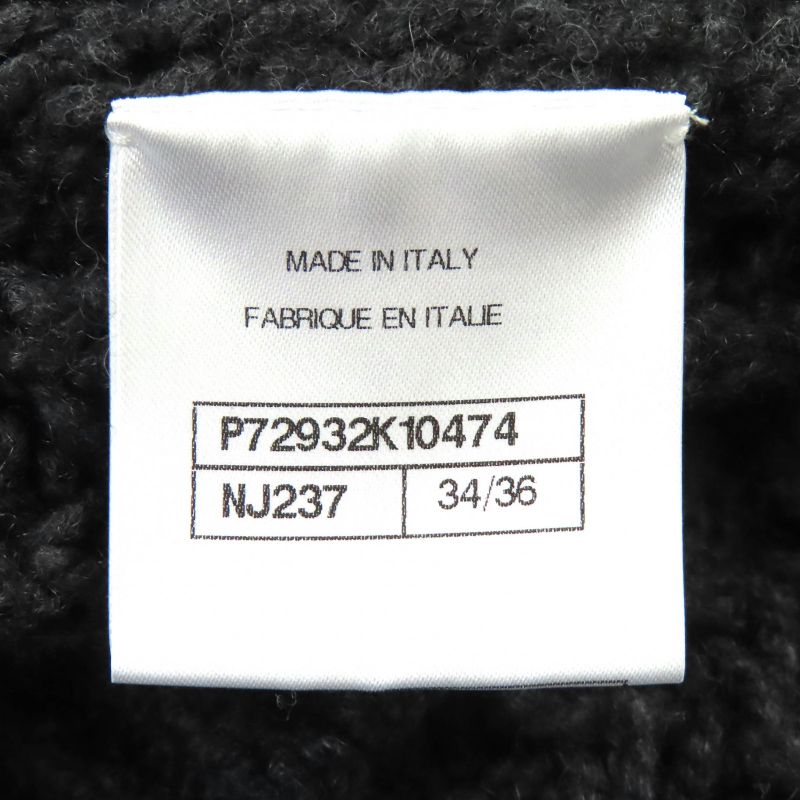 MADE IN ITALY
FABRIQUE EN ITALIE
P72932K10474
NJ237 34/36